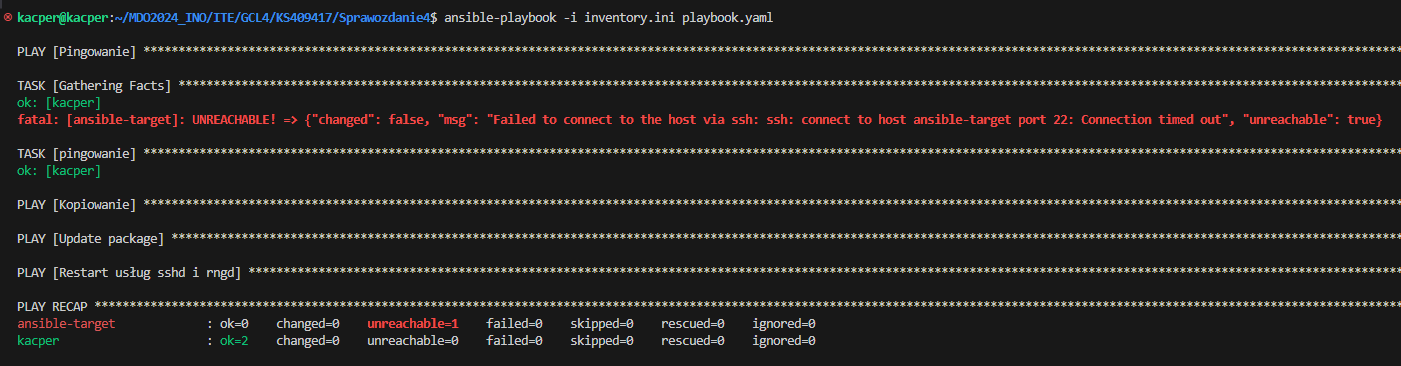 kacper@kacper:~/MDO2024_INO/ITE/GCL4/KS409417/Sprawozdanie4$ ansible-playbook -i inventory.ini playbook.yaml
PLAY [Pingowanie] ****************************************************************************************************************************************************************************
TASK [Gathering Facts] ***********************************************************************************************************************************************************************
ok: [kacper]
fatal: [ansible-target]: UNREACHABLE! => {"changed": false, "msg": "Failed to connect to the host via ssh: ssh: connect to host ansible-target port 22: Connection timed out", "unreachable": true}
TASK [pingowanie] ****************************************************************************************************************************************************************************
ok: [kacper]
PLAY [Kopiowanie] ****************************************************************************************************************************************************************************
PLAY [Update package] ************************************************************************************************************************************************************************
PLAY [Restart usług sshd i rngd] *************************************************************************************************************************************************************
PLAY RECAP ***********************************************************************************************************************************************************************************
ansible-target : ok=0 changed=0 unreachable=1 failed=0 skipped=0 rescued=0 ignored=0
kacper : ok=2 changed=0 unreachable=0 failed=0 skipped=0 rescued=0 ignored=0